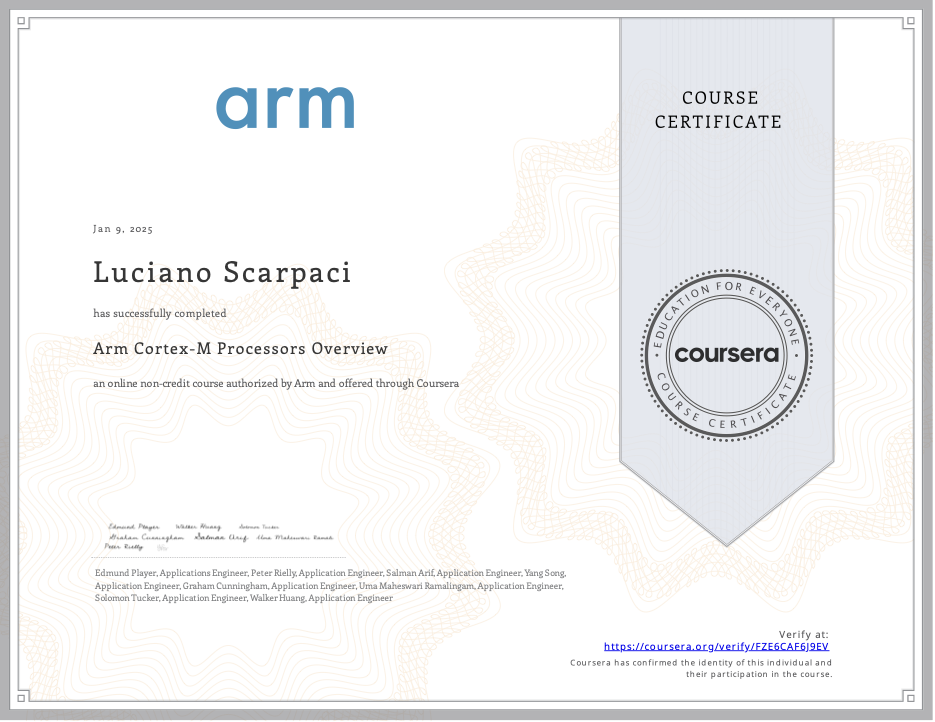 arm
COURSE
CERTIFICATE
Jan 9, 2025
Luciano Scarpaci
has successfully completed
Arm Cortex-M Processors Overview
an online non-credit course authorized by Arm and offered through Coursera
EDUCATION FOR EVERYONE
coursera
COURSE CERTIFICATE
Edmund Player Walker Huang Solomon Tucker
Graham Cunningham Salman Arif Uma Maheswari Ramali
Peter Rielly
Edmund Player, Applications Engineer, Peter Rielly, Application Engineer, Salman Arif, Application Engineer, Yang Song,
Application Engineer, Graham Cunningham, Application Engineer, Uma Maheswari Ramalingam, Application Engineer,
Solomon Tucker, Application Engineer, Walker Huang, Application Engineer
Verify at:
https://coursera.org/verify/FZE6CAF6J9EV
Coursera has confirmed the identity of this individual and
their participation in the course.